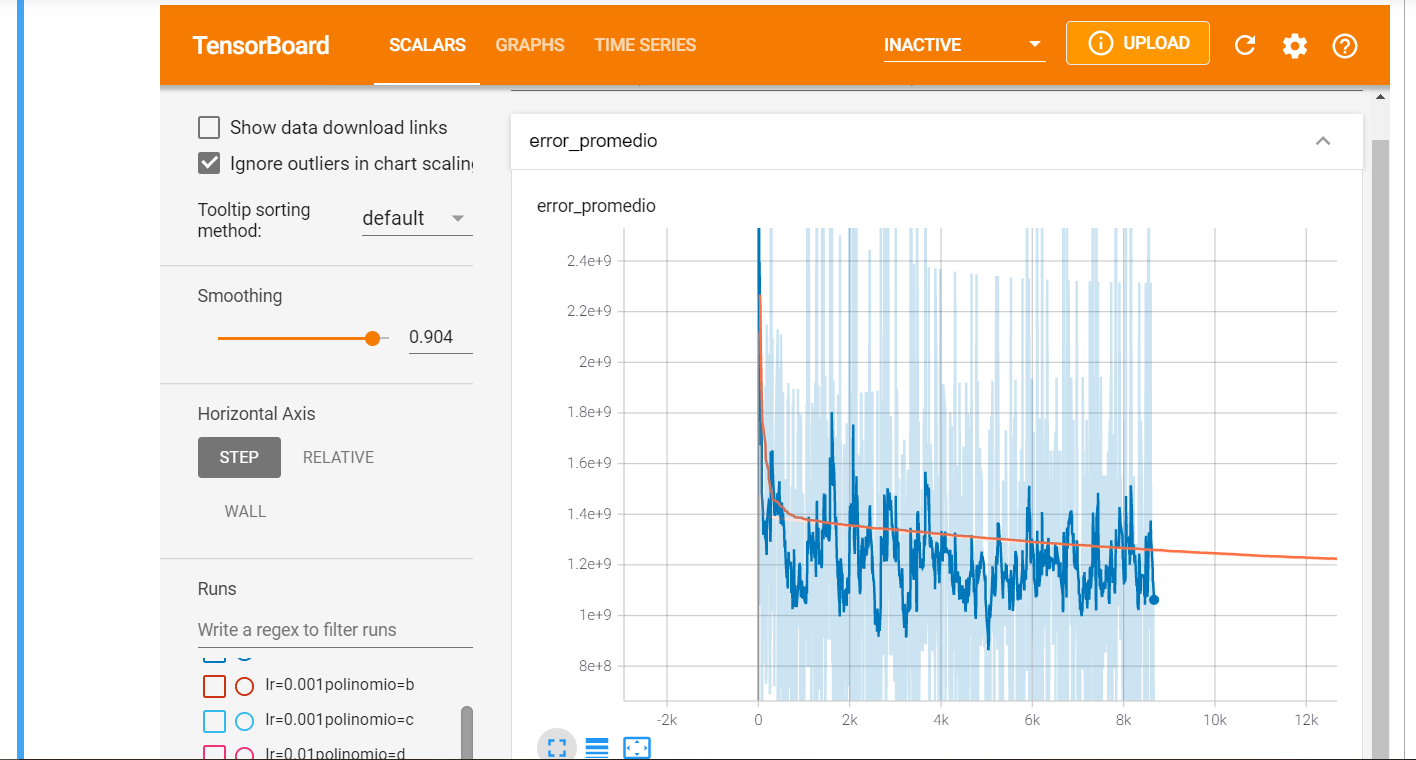 TensorBoard
SCALARS
GRAPHS
TIME SERIES
INACTIVE
UPLOAD
Show data download links
Ignore outliers in chart scaling
Tooltip sorting
method:
default
Smoothing
0.904
Horizontal Axis
STEP
RELATIVE
WALL
Runs
Write a regex to filter runs
lr=0.001polinomio=b
lr=0.001polinomio=c
lr=0.01polinomio=d
error_promedio
error_promedio
2.4e+9
2.2e+9
2e+9
1.8e+9
1.6e+9
1.4e+9
1.2e+9
1e+9
8e+8
-2k
0
2k
4k
6k
8k
10k
12k